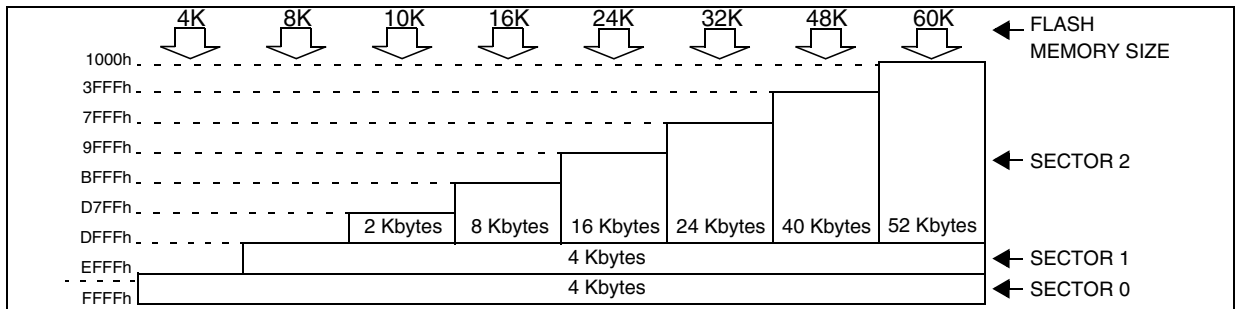 4K 8K 10K 16K 24K 32K 48K 60K
FLASH
MEMORY SIZE
1000h
3FFFh
7FFFh
9FFFh
SECTOR 2
BFFFh
D7FFh
2 Kbytes 8 Kbytes 16 Kbytes 24 Kbytes 40 Kbytes 52 Kbytes
DFFFh
4 Kbytes
SECTOR 1
EFFFh
4 Kbytes
SECTOR 0
FFFFh